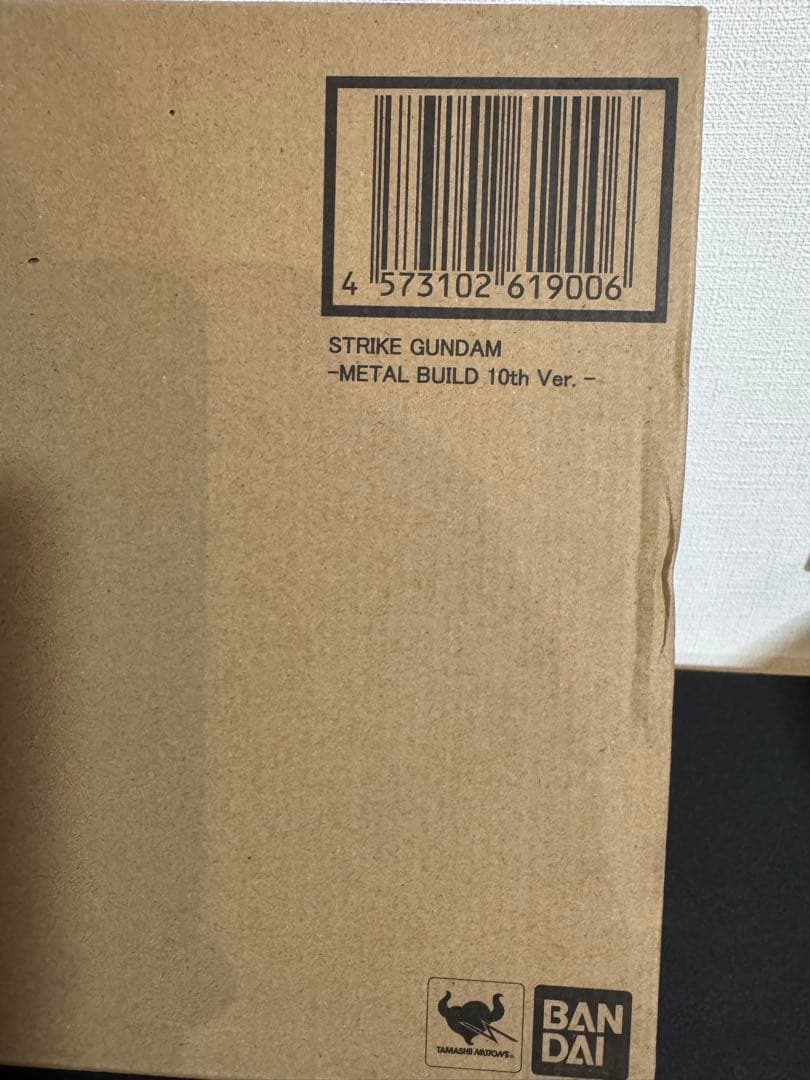 4 573102 619006
STRIKE GUNDAM
-METAL BUILD 10th Ver. -
TAMASHII NATIONS
BAN
DAI